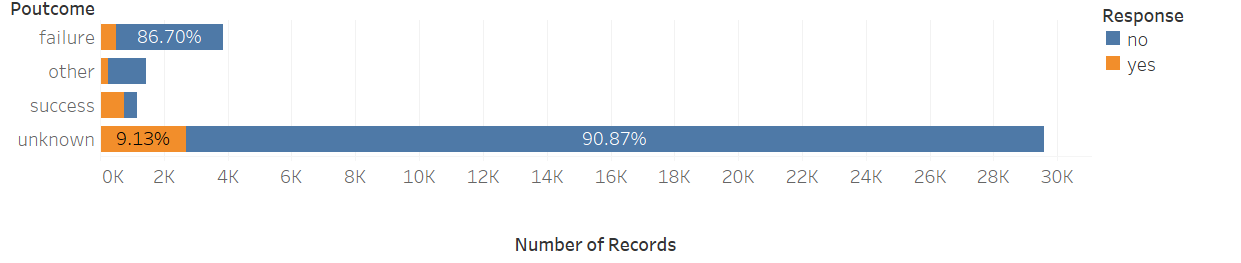 Poutcome
failure 86.70%
other
success
unknown 9.13% 90.87%
0K 2K 4K 6K 8K 10K 12K 14K 16K 18K 20K 22K 24K 26K 28K 30K
Number of Records
Response
no
yes